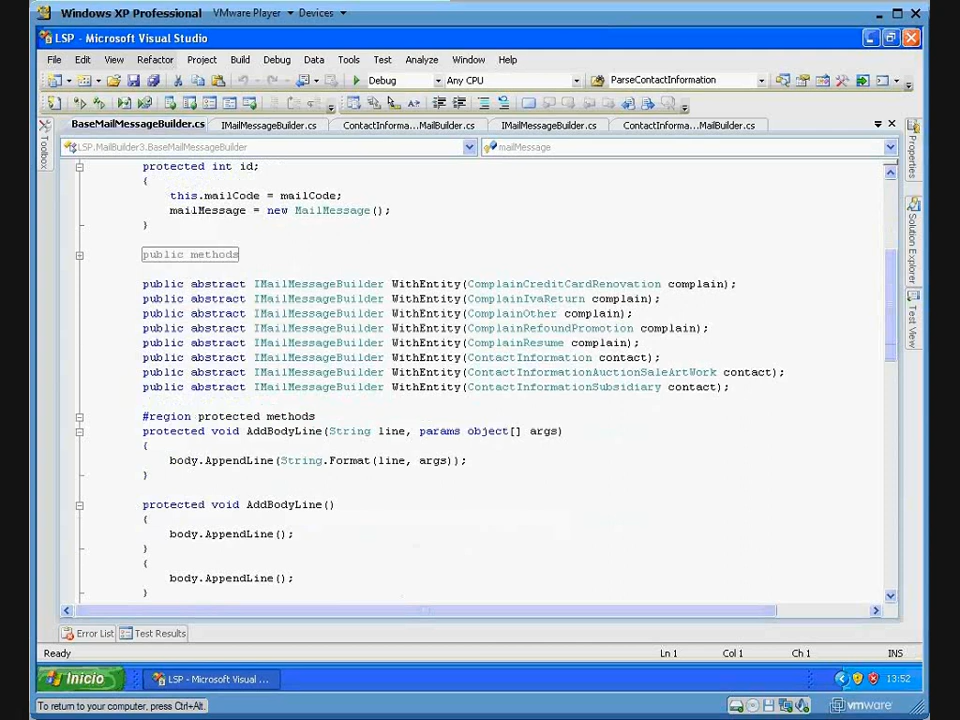 Windows XP Professional VMware Player Devices
LSP - Microsoft Visual Studio
File Edit View Refactor Project Build Debug Data Tools Test Analyze Window Help
Debug Any CPU ParseContactInformation
BaseMailMessageBuilder.cs IMailMessageBuilder.cs ContactInforma...MailBuilder.cs IMailMessageBuilder.cs ContactInforma...MailBuilder.cs
LSP.MailBuilder3.BaseMailMessageBuilder mailMessage
Toolbox
Properties
Solution Explorer
Test View
protected int id;
{
this.mailCode = mailCode;
mailMessage = new MailMessage();
}
public methods
public abstract IMailMessageBuilder WithEntity(ComplainCreditCardRenovation complain);
public abstract IMailMessageBuilder WithEntity(ComplainIvaReturn complain);
public abstract IMailMessageBuilder WithEntity(ComplainOther complain);
public abstract IMailMessageBuilder WithEntity(ComplainRefoundPromotion complain);
public abstract IMailMessageBuilder WithEntity(ComplainResume complain);
public abstract IMailMessageBuilder WithEntity(ContactInformation contact);
public abstract IMailMessageBuilder WithEntity(ContactInformationAuctionSaleArtWork contact);
public abstract IMailMessageBuilder WithEntity(ContactInformationSubsidiary contact);
#region protected methods
protected void AddBodyLine(String line, params object[] args)
{
body.AppendLine(String.Format(line, args));
}
protected void AddBodyLine()
{
body.AppendLine();
}
{
body.AppendLine();
}
Error List Test Results
Ready Ln 1 Col 1 Ch 1 INS
Inicio LSP - Microsoft Visual ... 13:52
To return to your computer, press Ctrl+Alt. vmware